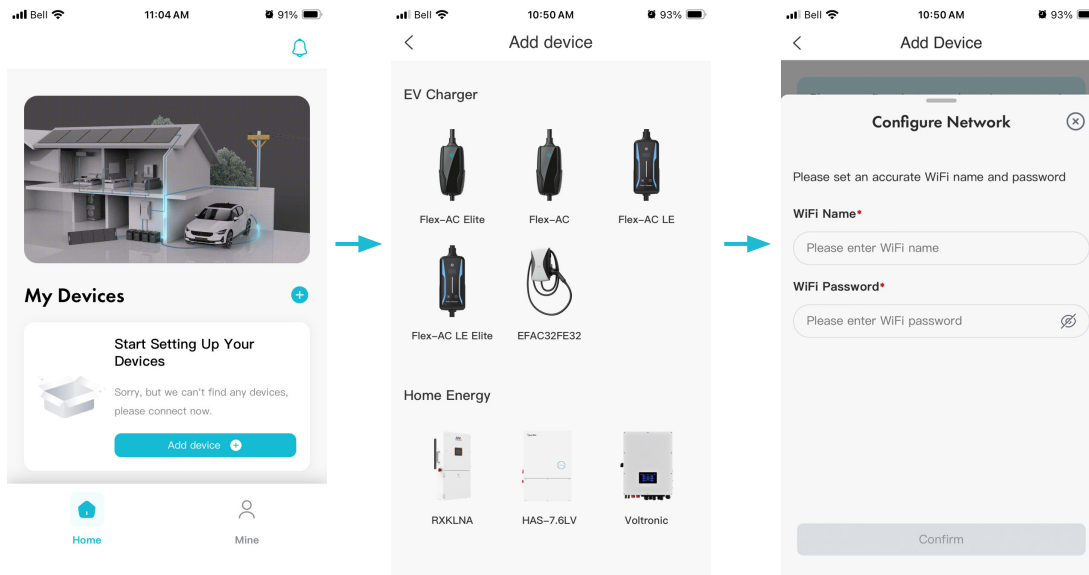 Bell
11:04 AM
91%
My Devices
Start Setting Up Your
Devices
Sorry, but we can't find any devices,
please connect now.
Add device
Home
Mine
Bell
10:50 AM
93%
Add device
EV Charger
Flex-AC Elite
Flex-AC
Flex-AC LE
Flex-AC LE Elite
EFAC32FE32
Home Energy
RXKLNA
HAS-7.6LV
Voltronic
Bell
10:50 AM
93%
Add Device
Configure Network
Please set an accurate WiFi name and password
WiFi Name*
Please enter WiFi name
WiFi Password*
Please enter WiFi password
Confirm